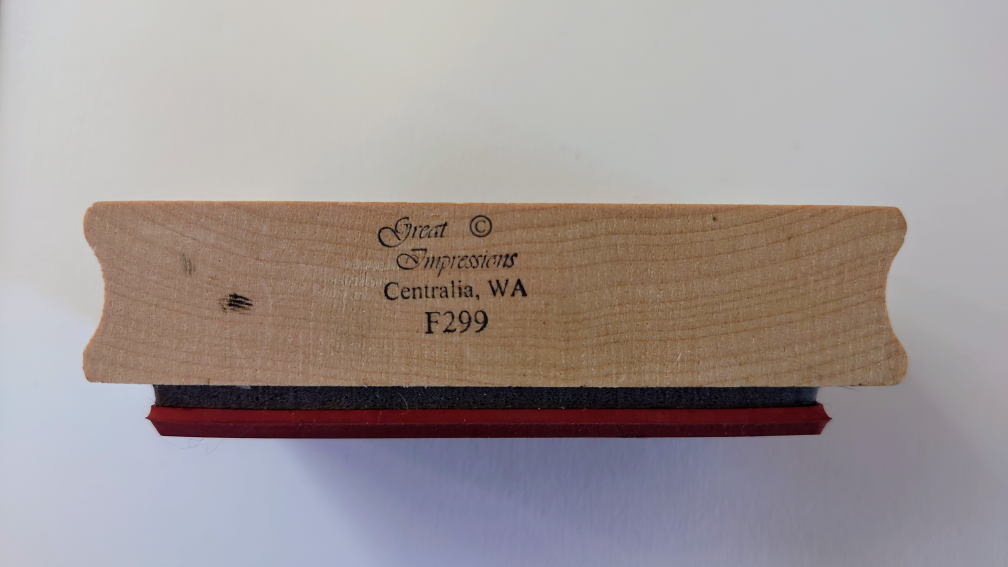 Great ©
Impressions
Centralia, WA
F299